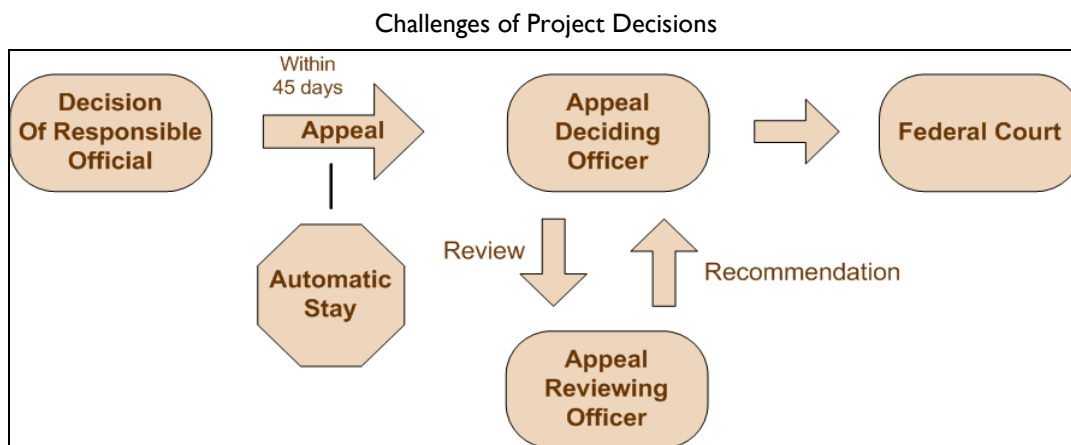 Challenges of Project Decisions
Within
45 days
Decision
Of Responsible
Official
Appeal
Appeal
Deciding
Officer
Federal Court
Review
Recommendation
Automatic
Stay
Appeal
Reviewing
Officer